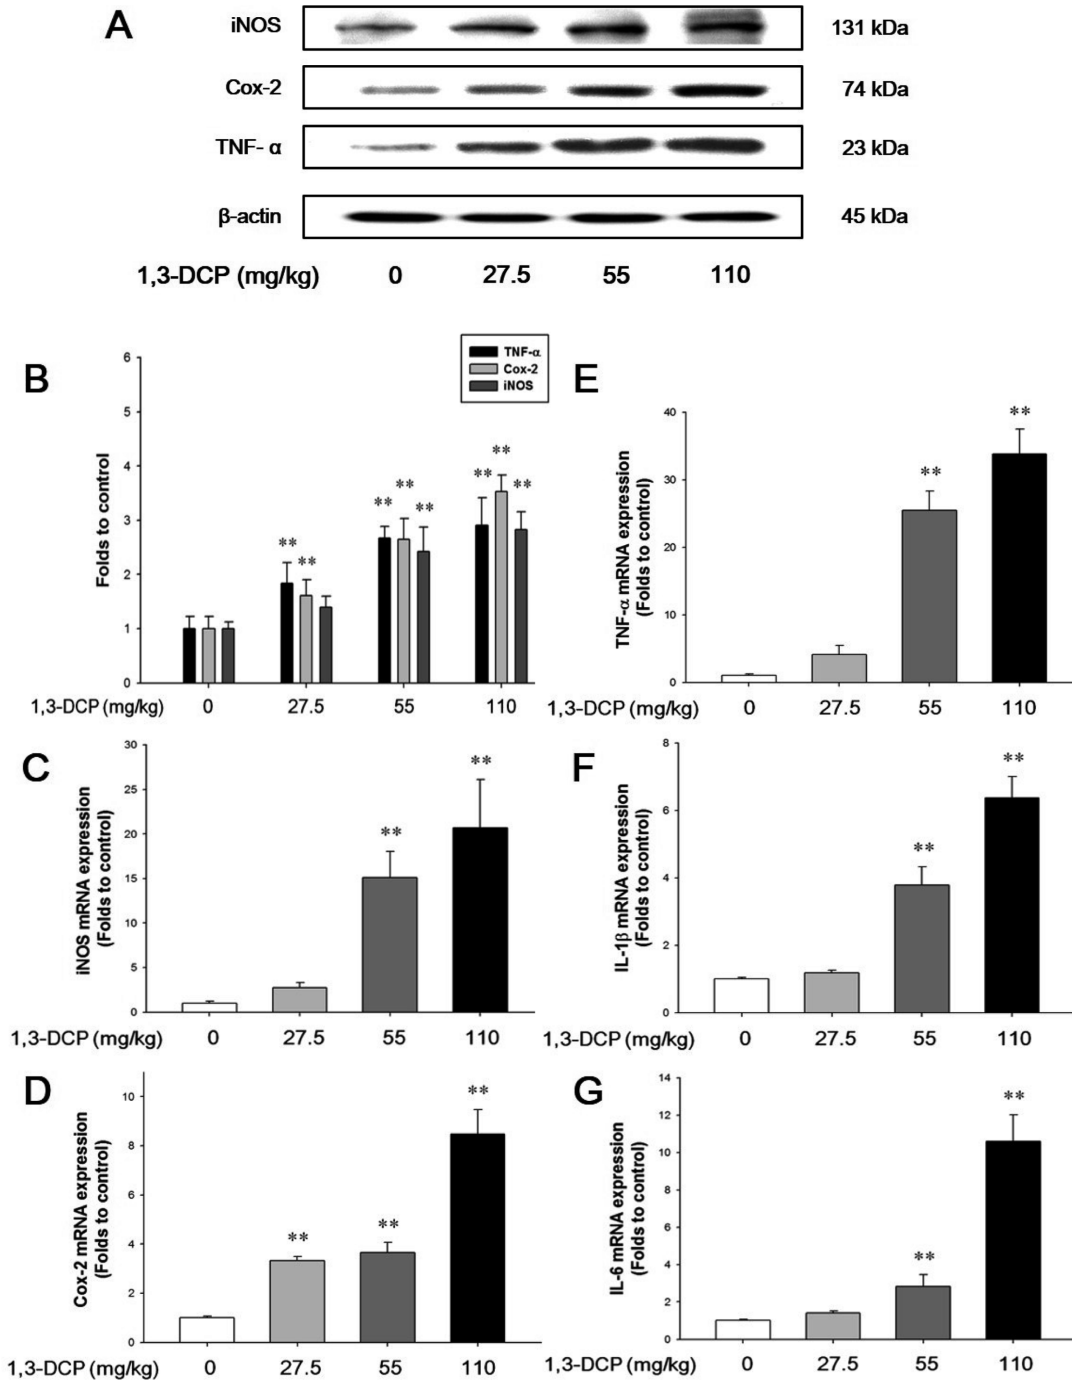 A
iNOS 131 kDa
Cox-2 74 kDa
TNF- α 23 kDa
β-actin 45 kDa
1,3-DCP (mg/kg) 0 27.5 55 110
B
TNF-α
Cox-2
iNOS
Folds to control
6
5
4
3
2
1
0
** ** ** ** ** ** ** **
1,3-DCP (mg/kg) 0 27.5 55 110
E
TNF-α mRNA expression
(Folds to control)
40
30
20
10
0
** **
1,3-DCP (mg/kg) 0 27.5 55 110
C
iNOS mRNA expression
(Folds to control)
30
25
20
15
10
5
0
** **
1,3-DCP (mg/kg) 0 27.5 55 110
F
IL-1β mRNA expression
(Folds to control)
8
6
4
2
0
** **
1,3-DCP (mg/kg) 0 27.5 55 110
D
Cox-2 mRNA expression
(Folds to control)
10
8
6
4
2
0
** ** **
1,3-DCP (mg/kg) 0 27.5 55 110
G
IL-6 mRNA expression
(Folds to control)
14
12
10
8
6
4
2
0
** **
1,3-DCP (mg/kg) 0 27.5 55 110